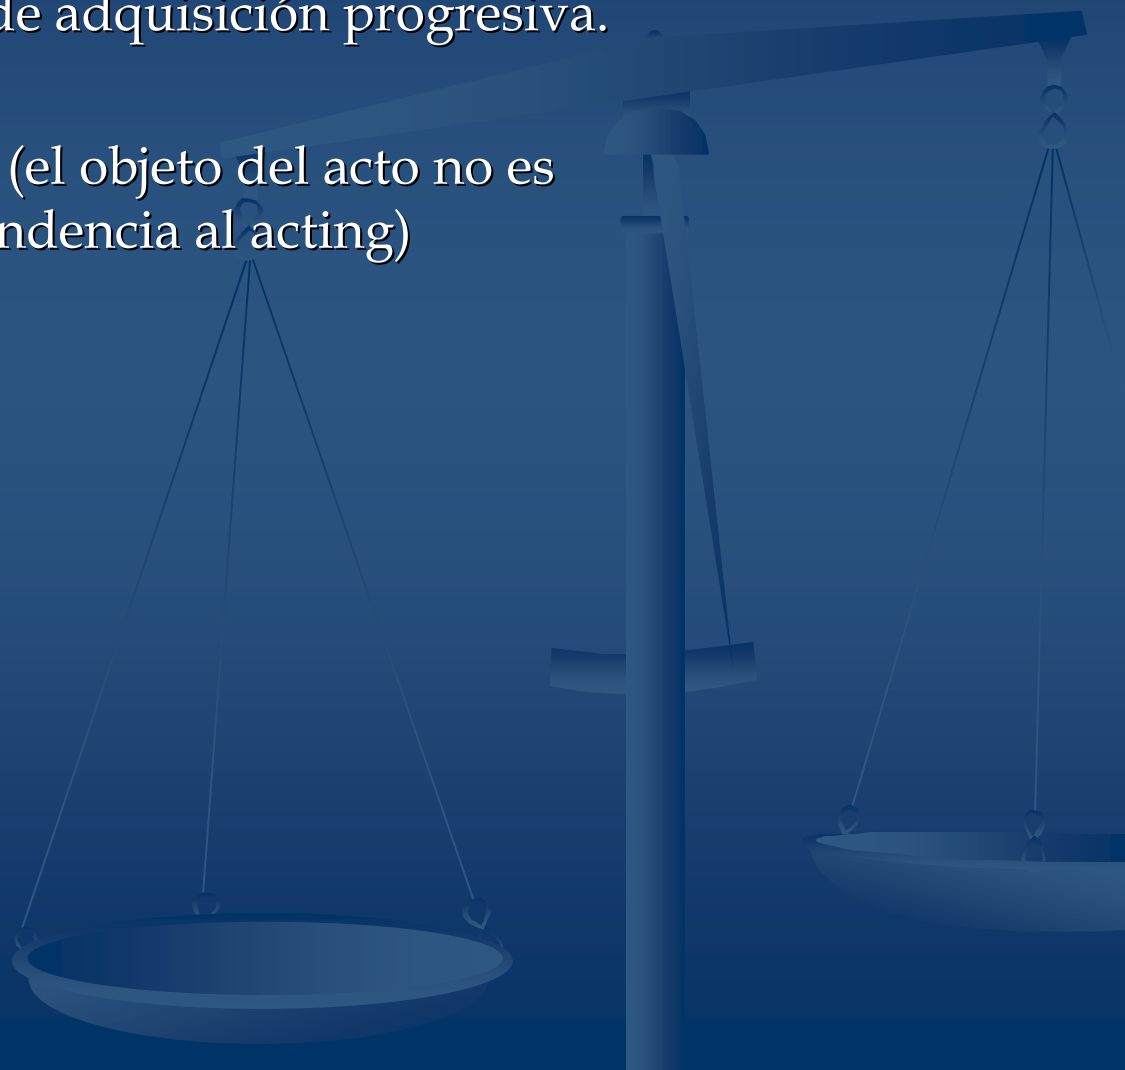 de adquisición progresiva.
(el objeto del acto no es
ndencia al acting)